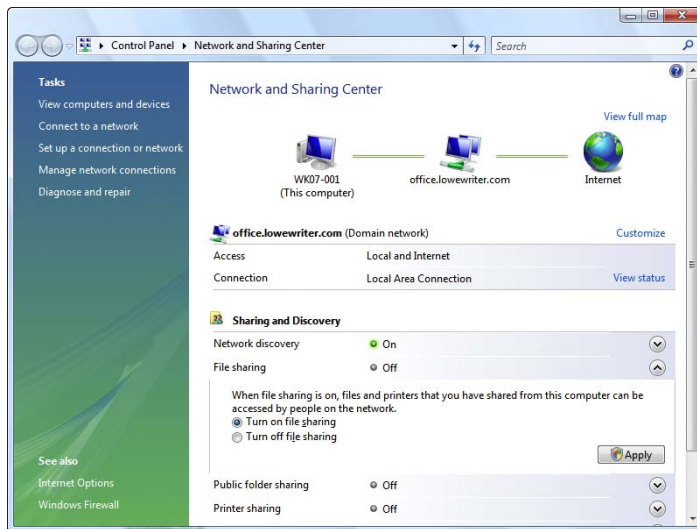 Control Panel ▸ Network and Sharing Center
Search
Tasks
View computers and devices
Connect to a network
Set up a connection or network
Manage network connections
Diagnose and repair
See also
Internet Options
Windows Firewall
Network and Sharing Center
View full map
WK07-001
(This computer)
office.lowewriter.com
Internet
office.lowewriter.com (Domain network)
Customize
Access Local and Internet
Connection Local Area Connection View status
Sharing and Discovery
Network discovery On
File sharing Off
When file sharing is on, files and printers that you have shared from this computer can be
accessed by people on the network.
Turn on file sharing
Turn off file sharing
Apply
Public folder sharing Off
Printer sharing Off